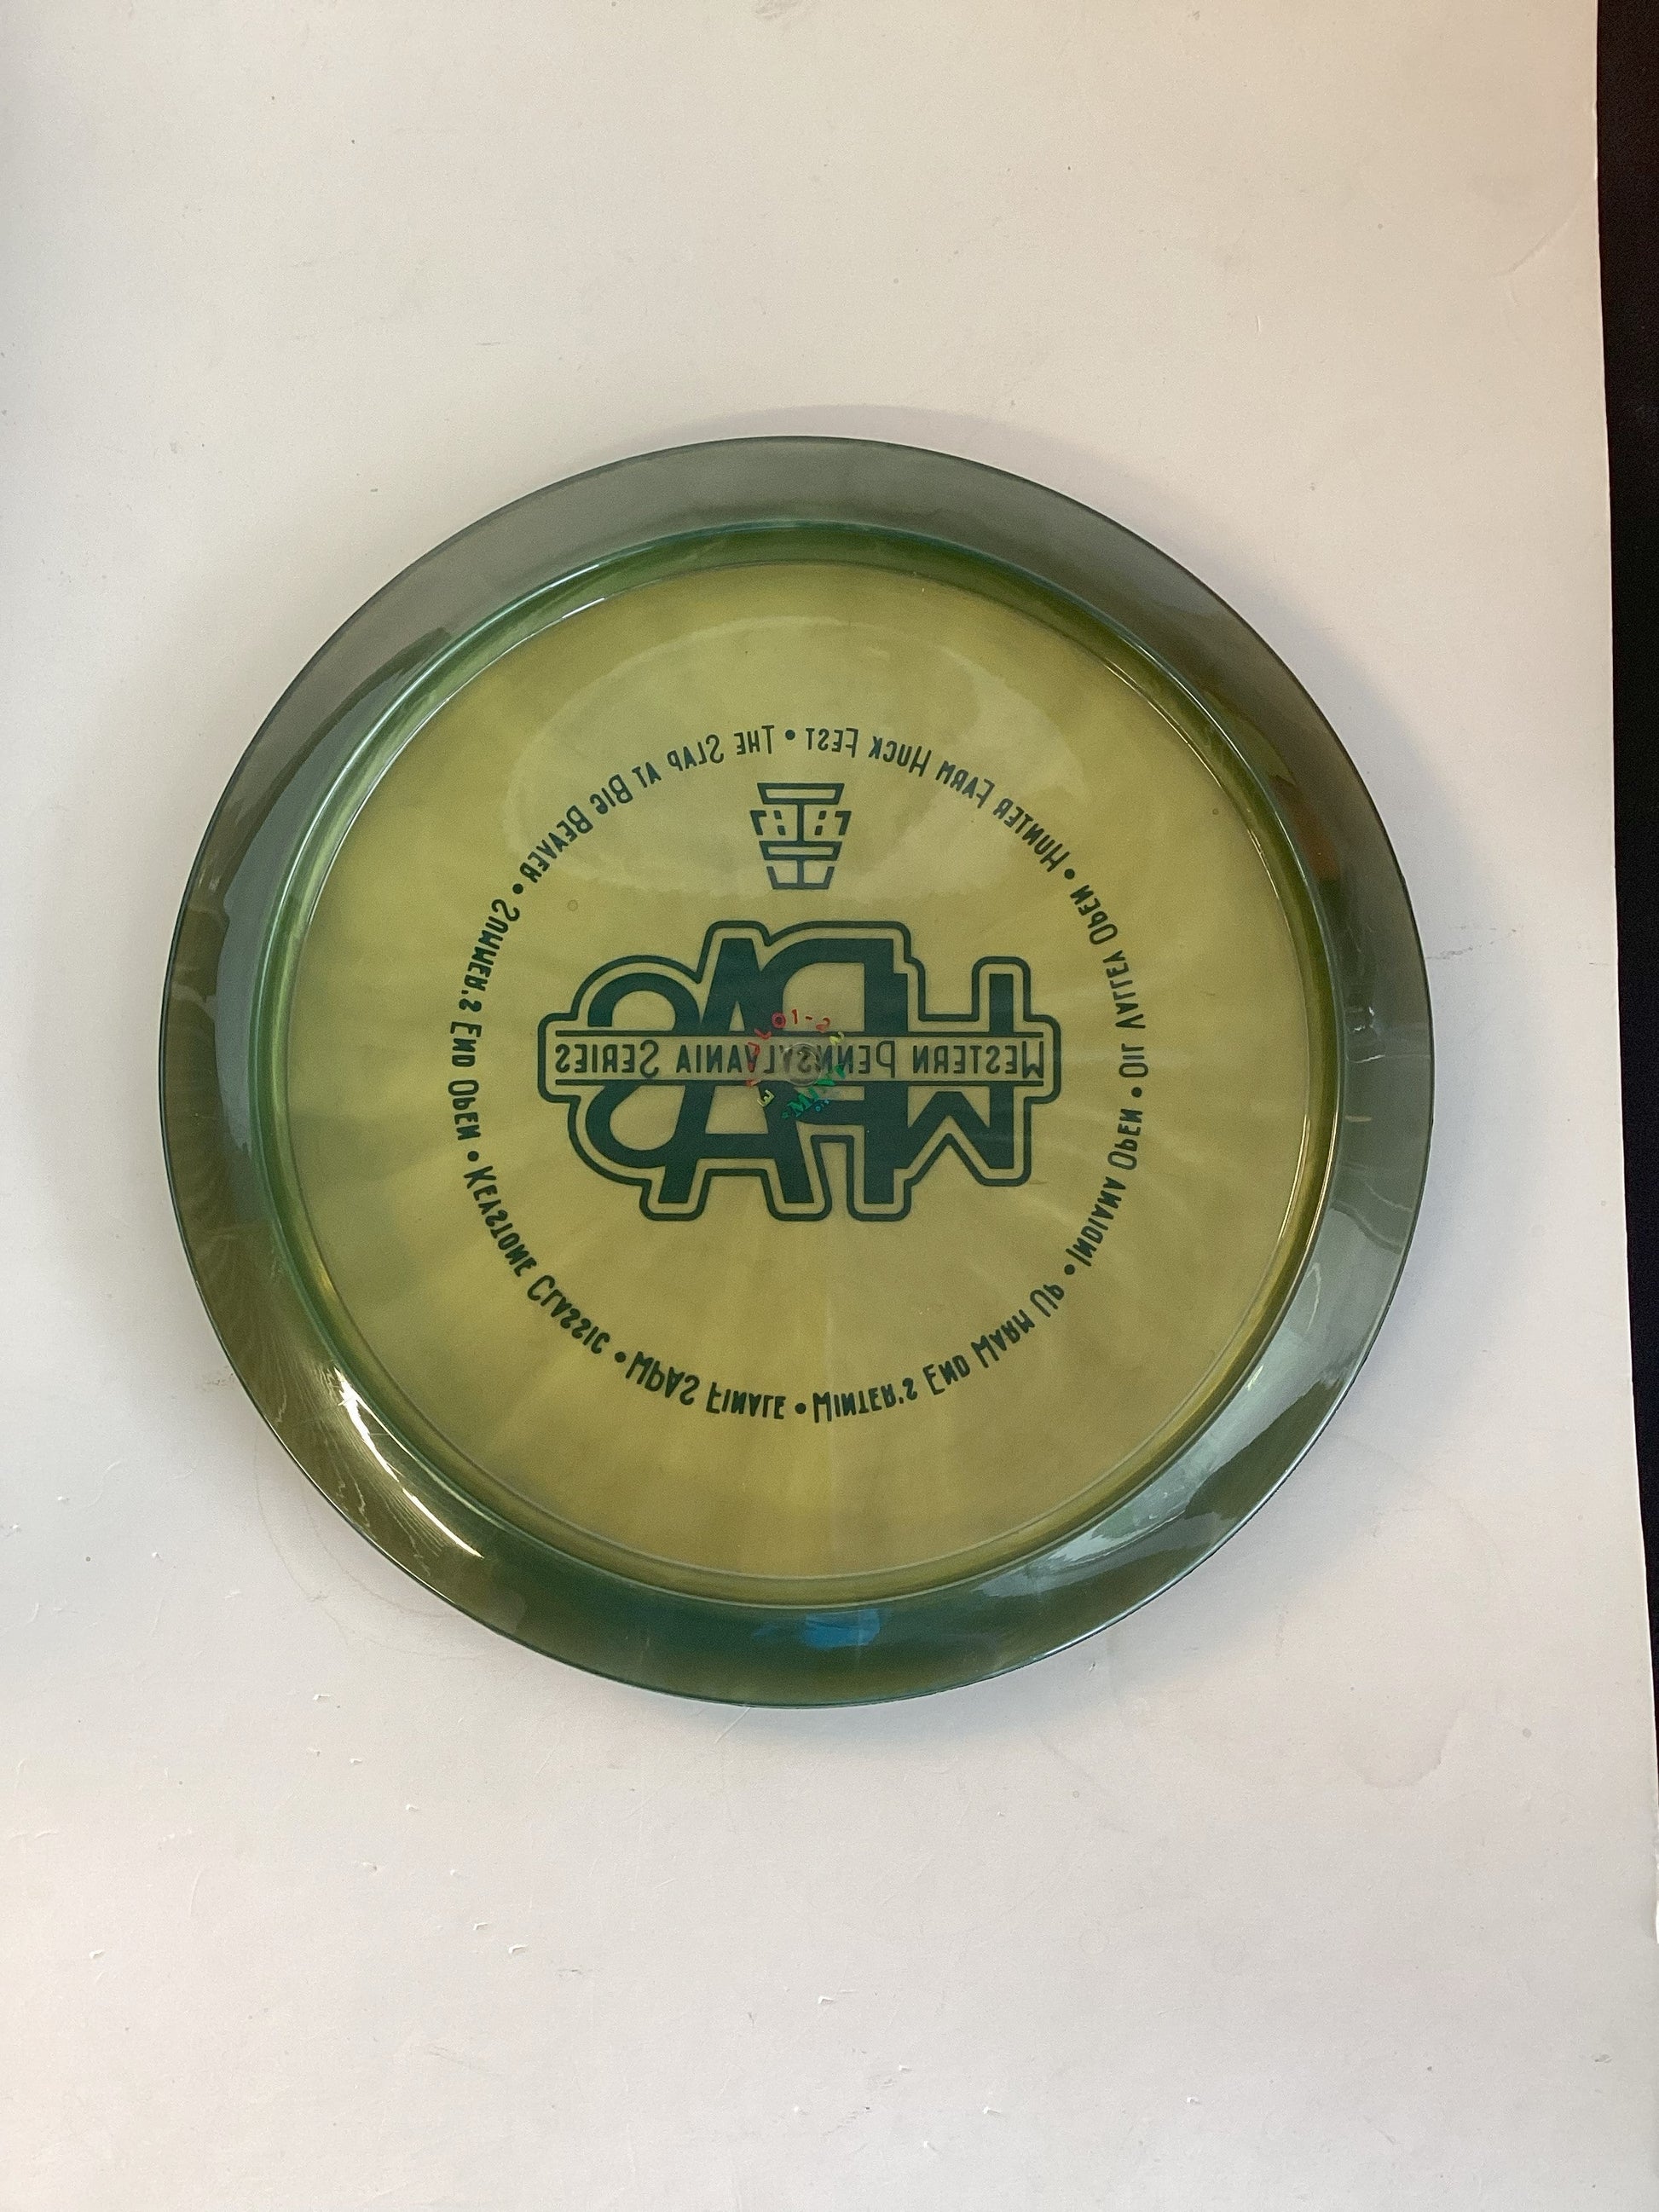 Hunter Farm Huck Fest • The Slap at Big Beaver • Summer's End Open • Keystone Classic • WPAS Finale • Winter's End Warm Up • Indiana Open • Oil Valley Open •
WPAS
Western Pennsylvania Series